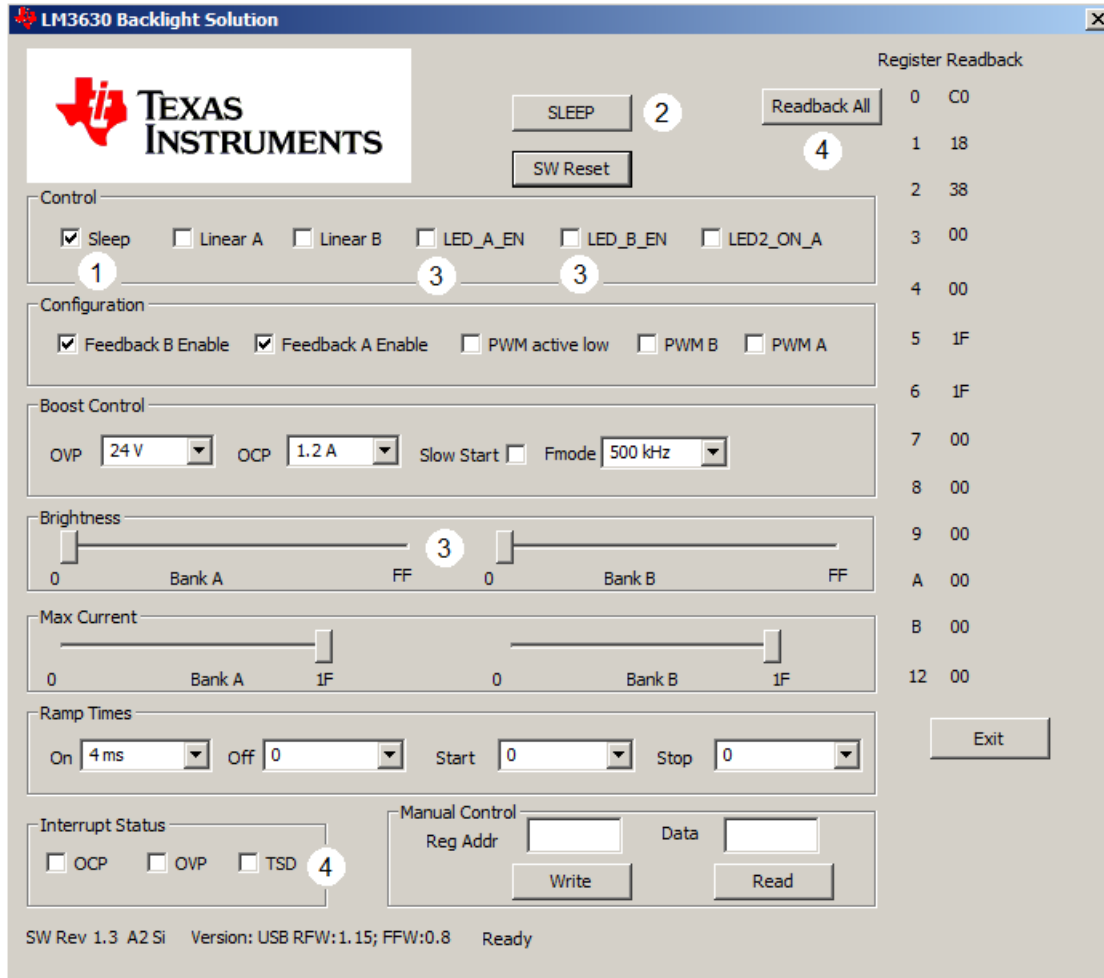 LM3630 Backlight Solution
TEXAS
INSTRUMENTS
SLEEP 2
SW Reset
Readback All
4
Register Readback
0 C0
1 18
2 38
3 00
4 00
5 1F
6 1F
7 00
8 00
9 00
A 00
B 00
12 00
Control
Sleep Linear A Linear B LED_A_EN LED_B_EN LED2_ON_A
1 3 3
Configuration
Feedback B Enable Feedback A Enable PWM active low PWM B PWM A
Boost Control
OVP 24 V OCP 1.2 A Slow Start Fmode 500 kHz
Brightness
3
0 Bank A FF 0 Bank B FF
Max Current
0 Bank A 1F 0 Bank B 1F
Ramp Times
On 4 ms Off 0 Start 0 Stop 0
Exit
Interrupt Status
OCP OVP TSD 4
Manual Control
Reg Addr Data
Write Read
SW Rev 1.3 A2 Si Version: USB RFW:1.15; FFW:0.8 Ready